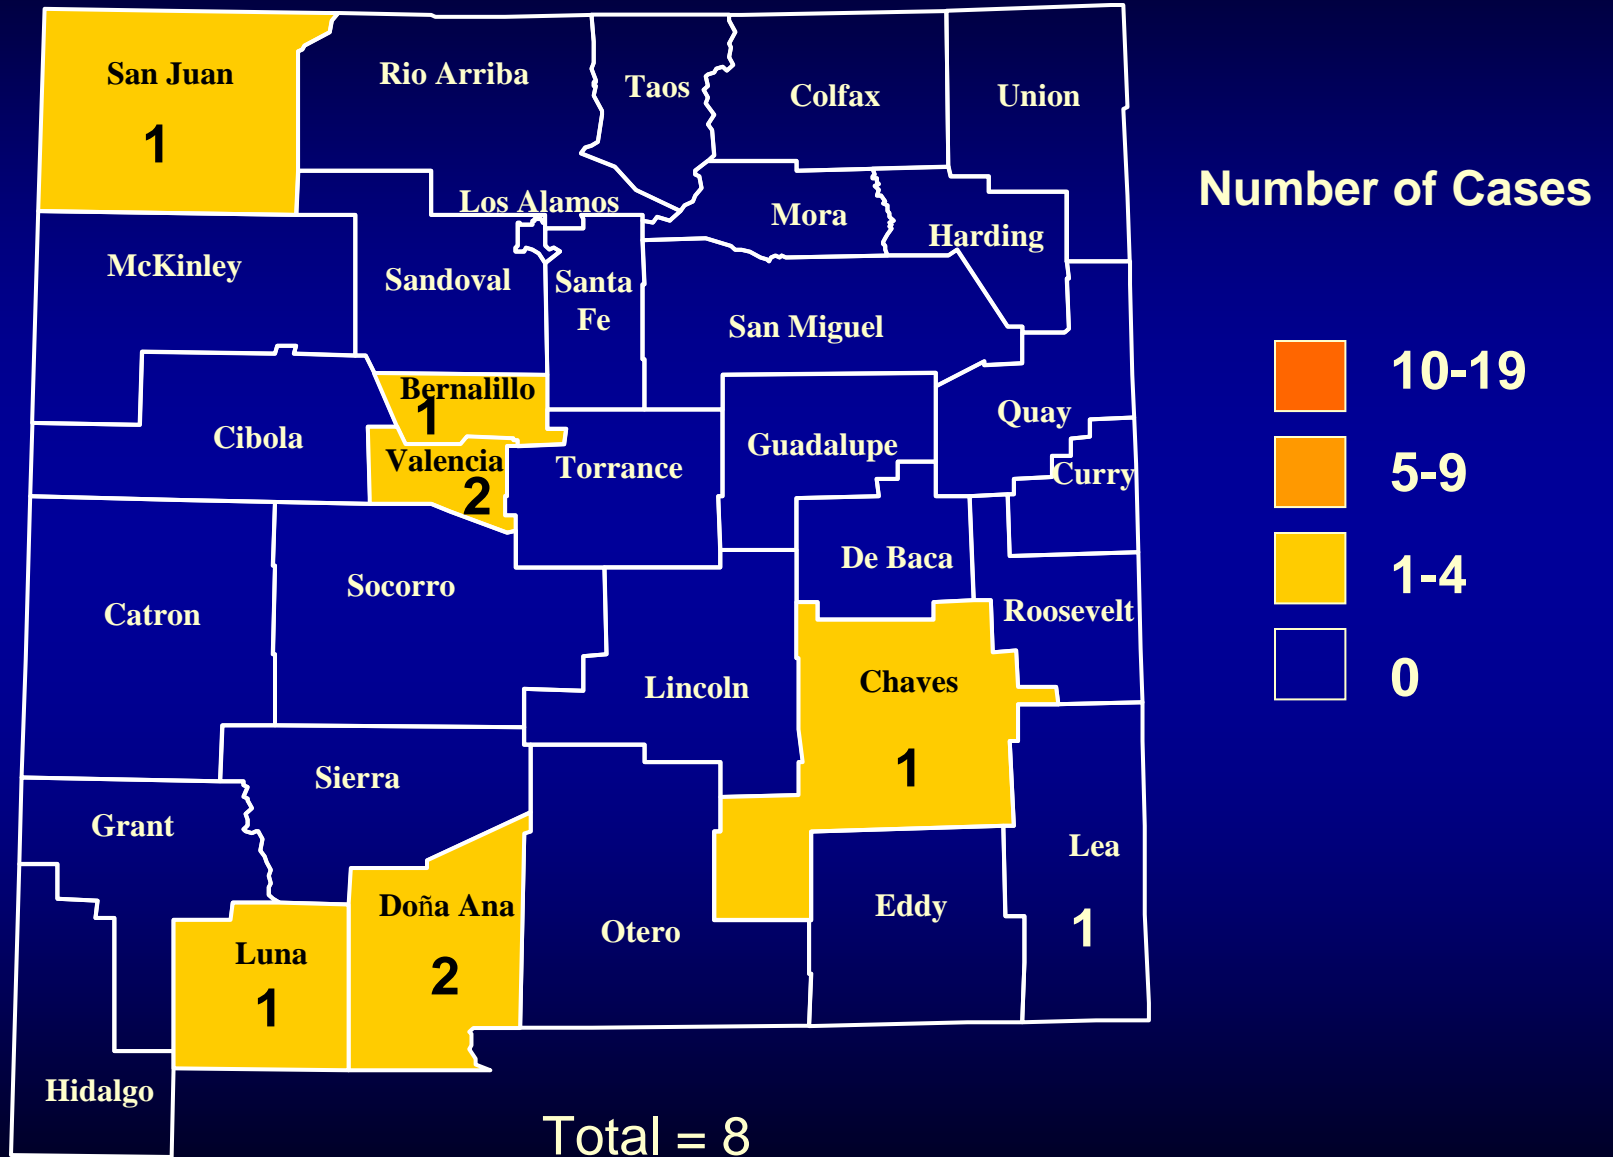 San Juan
1
Rio Arriba
Taos
Colfax
Union
Los Alamos
Mora
Harding
McKinley
Sandoval
Santa
Fe
San Miguel
Bernalillo
1
Cibola
Valencia
2
Torrance
Guadalupe
Quay
Curry
De Baca
Roosevelt
Catron
Socorro
Lincoln
Chaves
1
Sierra
Grant
Lea
1
Doña Ana
2
Luna
1
Otero
Eddy
Hidalgo
Number of Cases
10-19
5-9
1-4
0
Total = 8